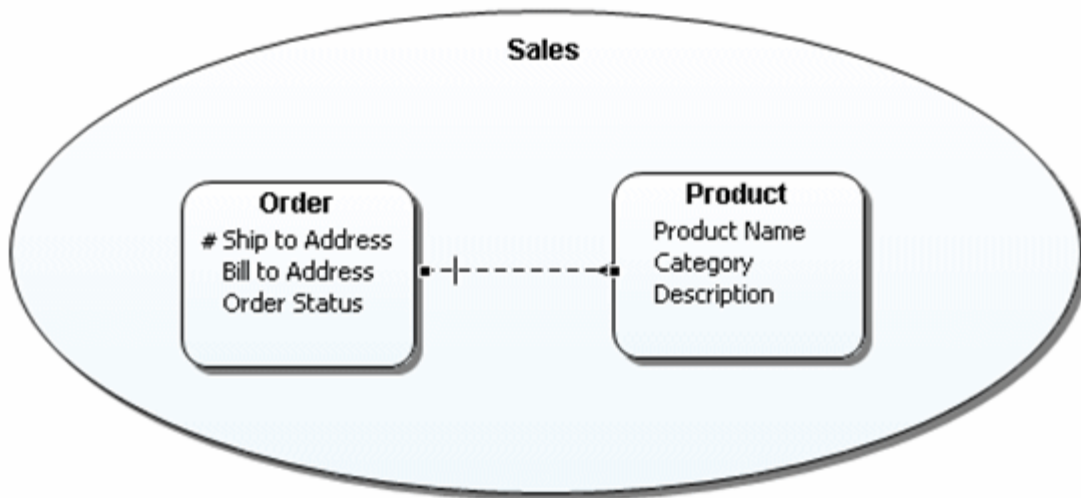 Sales
Order
# Ship to Address
Bill to Address
Order Status
Product
Product Name
Category
Description